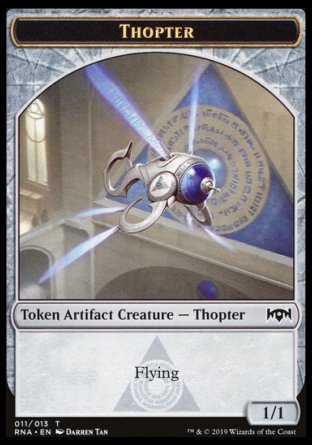 Thopter
Token Artifact Creature — Thopter
Flying
1/1
011/013 T
RNA • EN Darren Tan
™ & © 2019 Wizards of the Coast